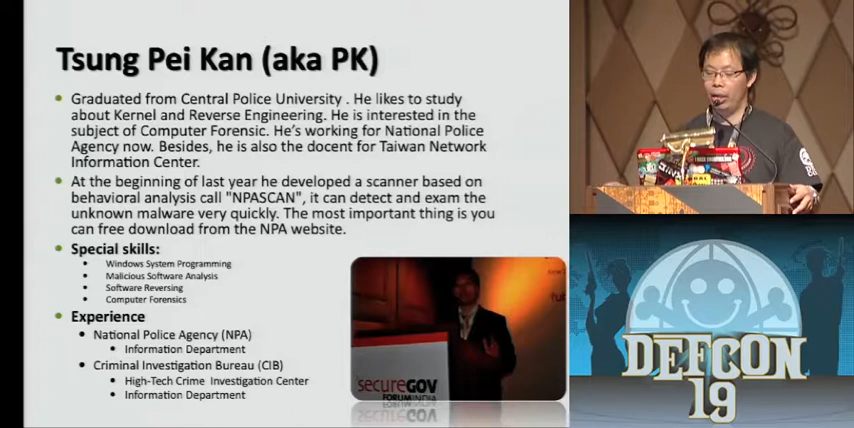 Tsung Pei Kan (aka PK)
• Graduated from Central Police University . He likes to study
about Kernel and Reverse Engineering. He is interested in the
subject of Computer Forensic. He's working for National Police
Agency now. Besides, he is also the docent for Taiwan Network
Information Center.
• At the beginning of last year he developed a scanner based on
behavioral analysis call "NPASCAN", it can detect and exam the
unknown malware very quickly. The most important thing is you
can free download from the NPA website.
• Special skills:
• Windows System Programming
• Malicious Software Analysis
• Software Reversing
• Computer Forensics
• Experience
• National Police Agency (NPA)
• Information Department
• Criminal Investigation Bureau (CIB)
• High-Tech Crime Investigation Center
• Information Department
secureGOV
FORUM INDIA
DEFCON
19